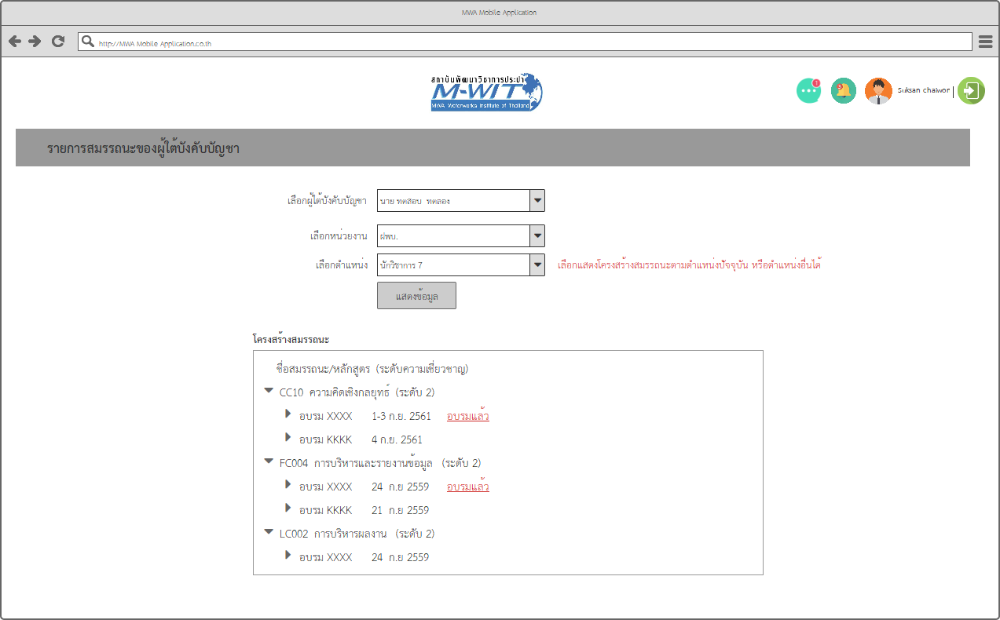 MWA Mobile Application
http://MWA Mobile Application.co.th
สถาบันพัฒนาวิชาการประปา
M-WIT
MWA Waterworks Institute of Thailand
1
5
Suksan chaiwon |
รายการสมรรถนะของผู้ใต้บังคับบัญชา
เลือกผู้ใต้บังคับบัญชา นาย ทดสอบ ทดลอง
เลือกหน่วยงาน ฝพบ.
เลือกตำแหน่ง นักวิชาการ 7 เลือกแสดงโครงสร้างสมรรถนะตามตำแหน่งปัจจุบัน หรือตำแหน่งอื่นได้
แสดงข้อมูล
โครงสร้างสมรรถนะ
ชื่อสมรรถนะ/หลักสูตร (ระดับความเชี่ยวชาญ)
CC10 ความคิดเชิงกลยุทธ์ (ระดับ 2)
อบรม XXXX 1-3 ก.ย. 2561 อบรมแล้ว
อบรม KKKK 4 ก.ย. 2561
FC004 การบริหารและรายงานข้อมูล (ระดับ 2)
อบรม XXXX 24 ก.ย 2559 อบรมแล้ว
อบรม KKKK 21 ก.ย 2559
LC002 การบริหารผลงาน (ระดับ 2)
อบรม XXXX 24 ก.ย 2559